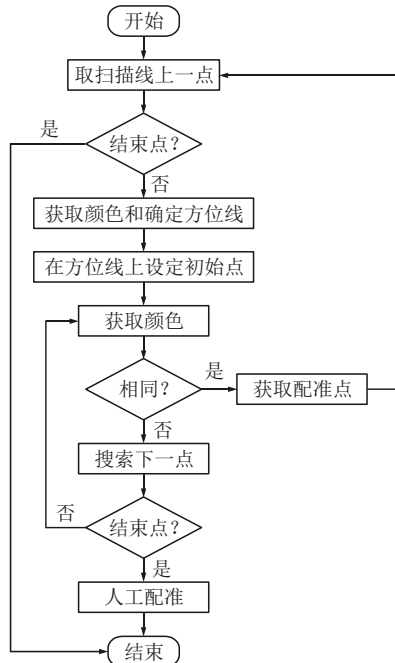 开始
取扫描线上一点
是
结束点?
否
获取颜色和确定方位线
在方位线上设定初始点
获取颜色
相同?
是
获取配准点
否
搜索下一点
否
结束点?
是
人工配准
结束